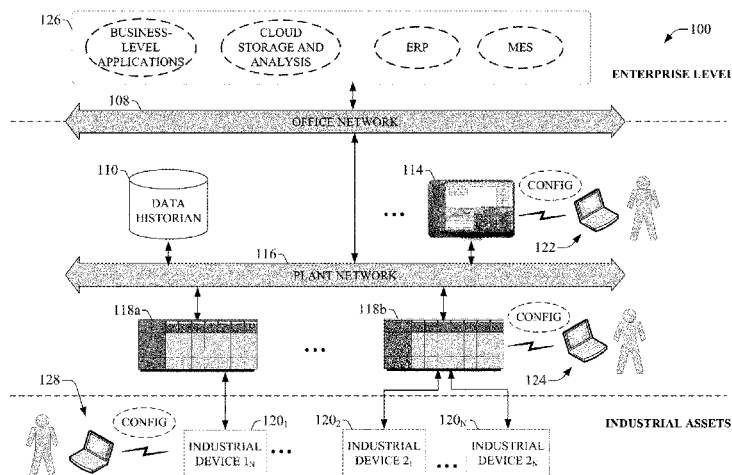 126
BUSINESS-
LEVEL
APPLICATIONS
CLOUD
STORAGE AND
ANALYSIS
ERP
MES
100
ENTERPRISE LEVEL
108
OFFICE NETWORK
110
DATA
HISTORIAN
114
CONFIG
122
116
PLANT NETWORK
118a
118b
CONFIG
124
128
CONFIG
INDUSTRIAL ASSETS
120₁
INDUSTRIAL
DEVICE 1ₙ
120₂
INDUSTRIAL
DEVICE 2₁
120ₙ
INDUSTRIAL
DEVICE 2ₙ